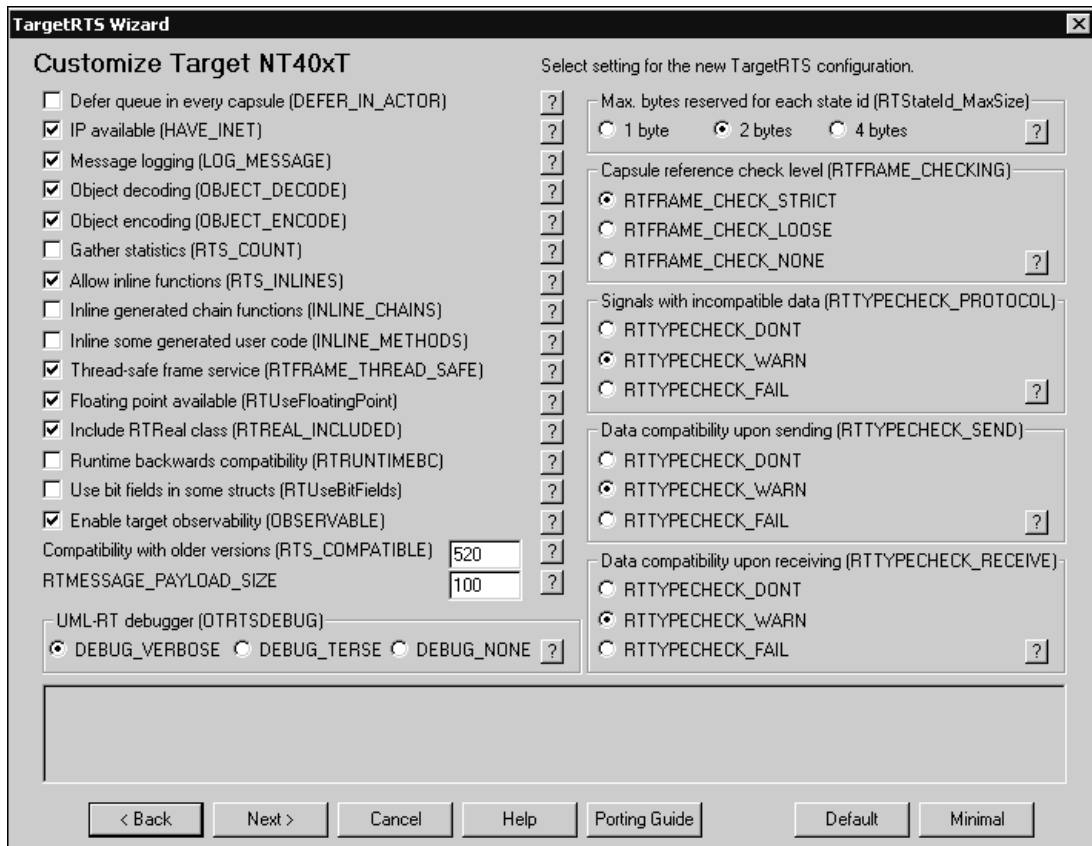 TargetRTS Wizard
Customize Target NT40xT
Select setting for the new TargetRTS configuration.
Defer queue in every capsule (DEFER_IN_ACTOR) ?
IP available (HAVE_INET) ?
Message logging (LOG_MESSAGE) ?
Object decoding (OBJECT_DECODE) ?
Object encoding (OBJECT_ENCODE) ?
Gather statistics (RTS_COUNT) ?
Allow inline functions (RTS_INLINES) ?
Inline generated chain functions (INLINE_CHAINS) ?
Inline some generated user code (INLINE_METHODS) ?
Thread-safe frame service (RTFRAME_THREAD_SAFE) ?
Floating point available (RTUseFloatingPoint) ?
Include RTReal class (RTREAL_INCLUDED) ?
Runtime backwards compatibility (RTRUNTIMEBC) ?
Use bit fields in some structs (RTUseBitFields) ?
Enable target observability (OBSERVABLE) ?
Compatibility with older versions (RTS_COMPATIBLE) 520 ?
RTMESSAGE_PAYLOAD_SIZE 100 ?
UML-RT debugger (OTRTSDEBUG)
DEBUG_VERBOSE DEBUG_TERSE DEBUG_NONE ?
Max. bytes reserved for each state id (RTStateId_MaxSize)
1 byte 2 bytes 4 bytes ?
Capsule reference check level (RTFRAME_CHECKING)
RTFRAME_CHECK_STRICT
RTFRAME_CHECK_LOOSE
RTFRAME_CHECK_NONE ?
Signals with incompatible data (RTTYPECHECK_PROTOCOL)
RTTYPECHECK_DONT
RTTYPECHECK_WARN
RTTYPECHECK_FAIL ?
Data compatibility upon sending (RTTYPECHECK_SEND)
RTTYPECHECK_DONT
RTTYPECHECK_WARN
RTTYPECHECK_FAIL ?
Data compatibility upon receiving (RTTYPECHECK_RECEIVE)
RTTYPECHECK_DONT
RTTYPECHECK_WARN
RTTYPECHECK_FAIL ?
< Back Next > Cancel Help Porting Guide Default Minimal